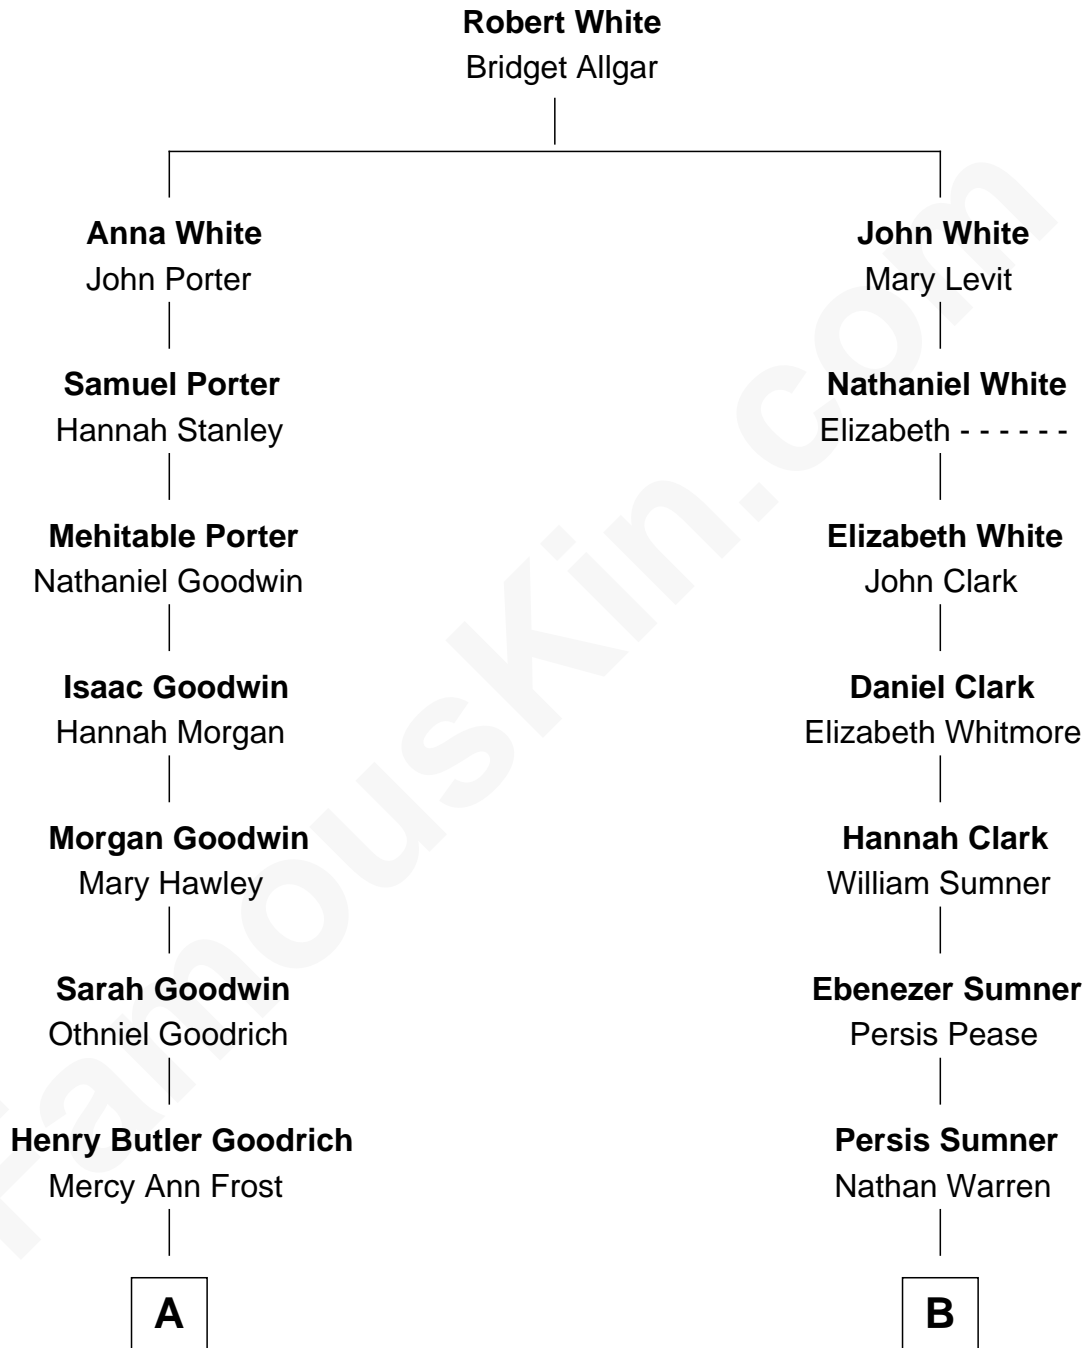 Robert White
Bridget Allgar
Anna White
John Porter
John White
Mary Levit
Samuel Porter
Hannah Stanley
Nathaniel White
Elizabeth - - - - - -
Mehitable Porter
Nathaniel Goodwin
Elizabeth White
John Clark
Isaac Goodwin
Hannah Morgan
Daniel Clark
Elizabeth Whitmore
Morgan Goodwin
Mary Hawley
Hannah Clark
William Sumner
Sarah Goodwin
Othniel Goodrich
Ebenezer Sumner
Persis Pease
Henry Butler Goodrich
Mercy Ann Frost
Persis Sumner
Nathan Warren
A
B
FamousKin.com